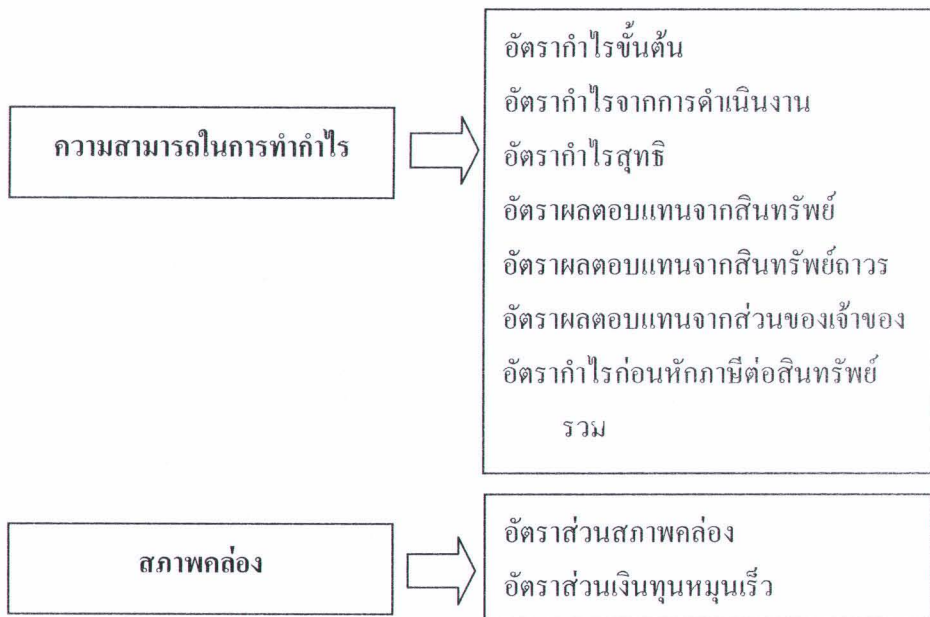 ความสามารถในการทำกำไร
อัตรากำไรขั้นต้น
อัตรากำไรจากการดำเนินงาน
อัตรากำไรสุทธิ
อัตราผลตอบแทนจากสินทรัพย์
อัตราผลตอบแทนจากสินทรัพย์ถาวร
อัตราผลตอบแทนจากส่วนของเจ้าของ
อัตรากำไรก่อนหักภาษีต่อสินทรัพย์
รวม
สภาพคล่อง
อัตราส่วนสภาพคล่อง
อัตราส่วนเงินทุนหมุนเร็ว